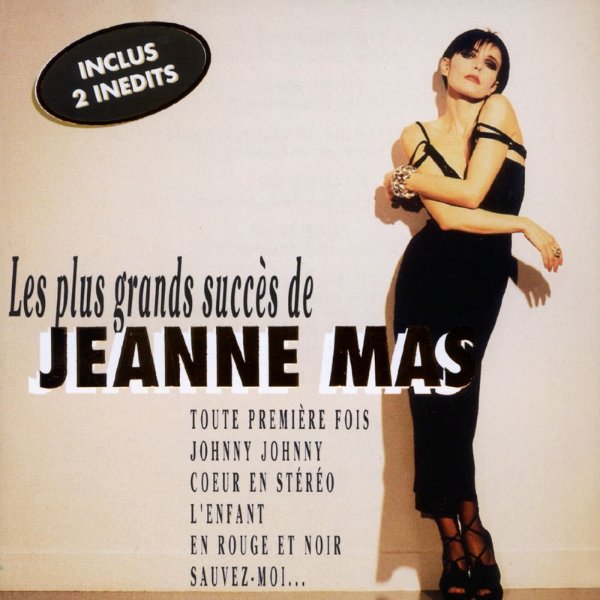 INCLUS
2 INEDITS
Les plus grands succès de
JEANNE MAS
TOUTE PREMIÈRE FOIS
JOHNNY JOHNNY
COEUR EN STÉRÉO
L'ENFANT
EN ROUGE ET NOIR
SAUVEZ-MOI...